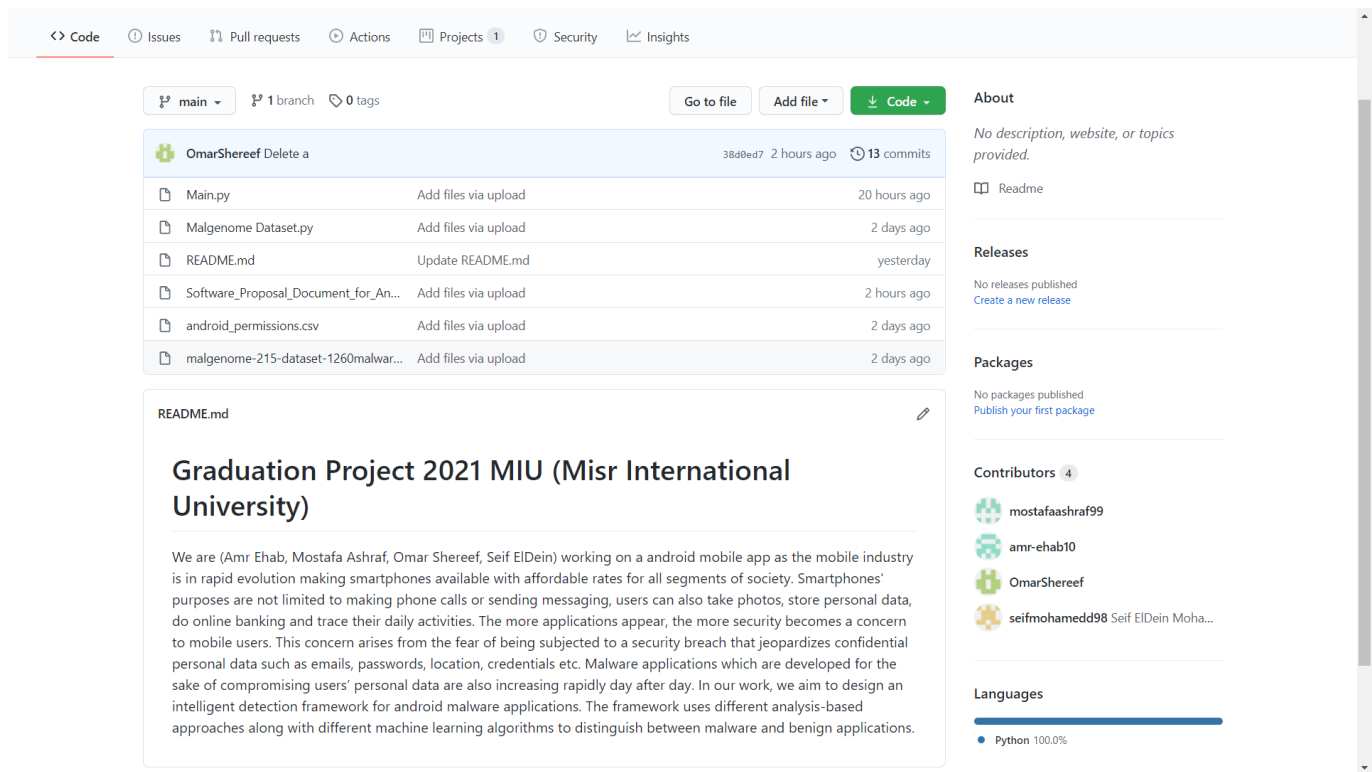 Code Issues Pull requests Actions Projects 1 Security Insights
main 1 branch 0 tags Go to file Add file Code
OmarShereef Delete a 38d0ed7 2 hours ago 13 commits
Main.py Add files via upload 20 hours ago
Malgenome Dataset.py Add files via upload 2 days ago
README.md Update README.md yesterday
Software_Proposal_Document_for_An... Add files via upload 2 hours ago
android_permissions.csv Add files via upload 2 days ago
malgenome-215-dataset-1260malwar... Add files via upload 2 days ago
README.md
Graduation Project 2021 MIU (Misr International
University)
We are (Amr Ehab, Mostafa Ashraf, Omar Shereef, Seif ElDein) working on a android mobile app as the mobile industry
is in rapid evolution making smartphones available with affordable rates for all segments of society. Smartphones'
purposes are not limited to making phone calls or sending messaging, users can also take photos, store personal data,
do online banking and trace their daily activities. The more applications appear, the more security becomes a concern
to mobile users. This concern arises from the fear of being subjected to a security breach that jeopardizes confidential
personal data such as emails, passwords, location, credentials etc. Malware applications which are developed for the
sake of compromising users’ personal data are also increasing rapidly day after day. In our work, we aim to design an
intelligent detection framework for android malware applications. The framework uses different analysis-based
approaches along with different machine learning algorithms to distinguish between malware and benign applications.
About
No description, website, or topics
provided.
Readme
Releases
No releases published
Create a new release
Packages
No packages published
Publish your first package
Contributors 4
mostafaashraf99
amr-ehab10
OmarShereef
seifmohamedd98 Seif ElDein Moha...
Languages
Python 100.0%